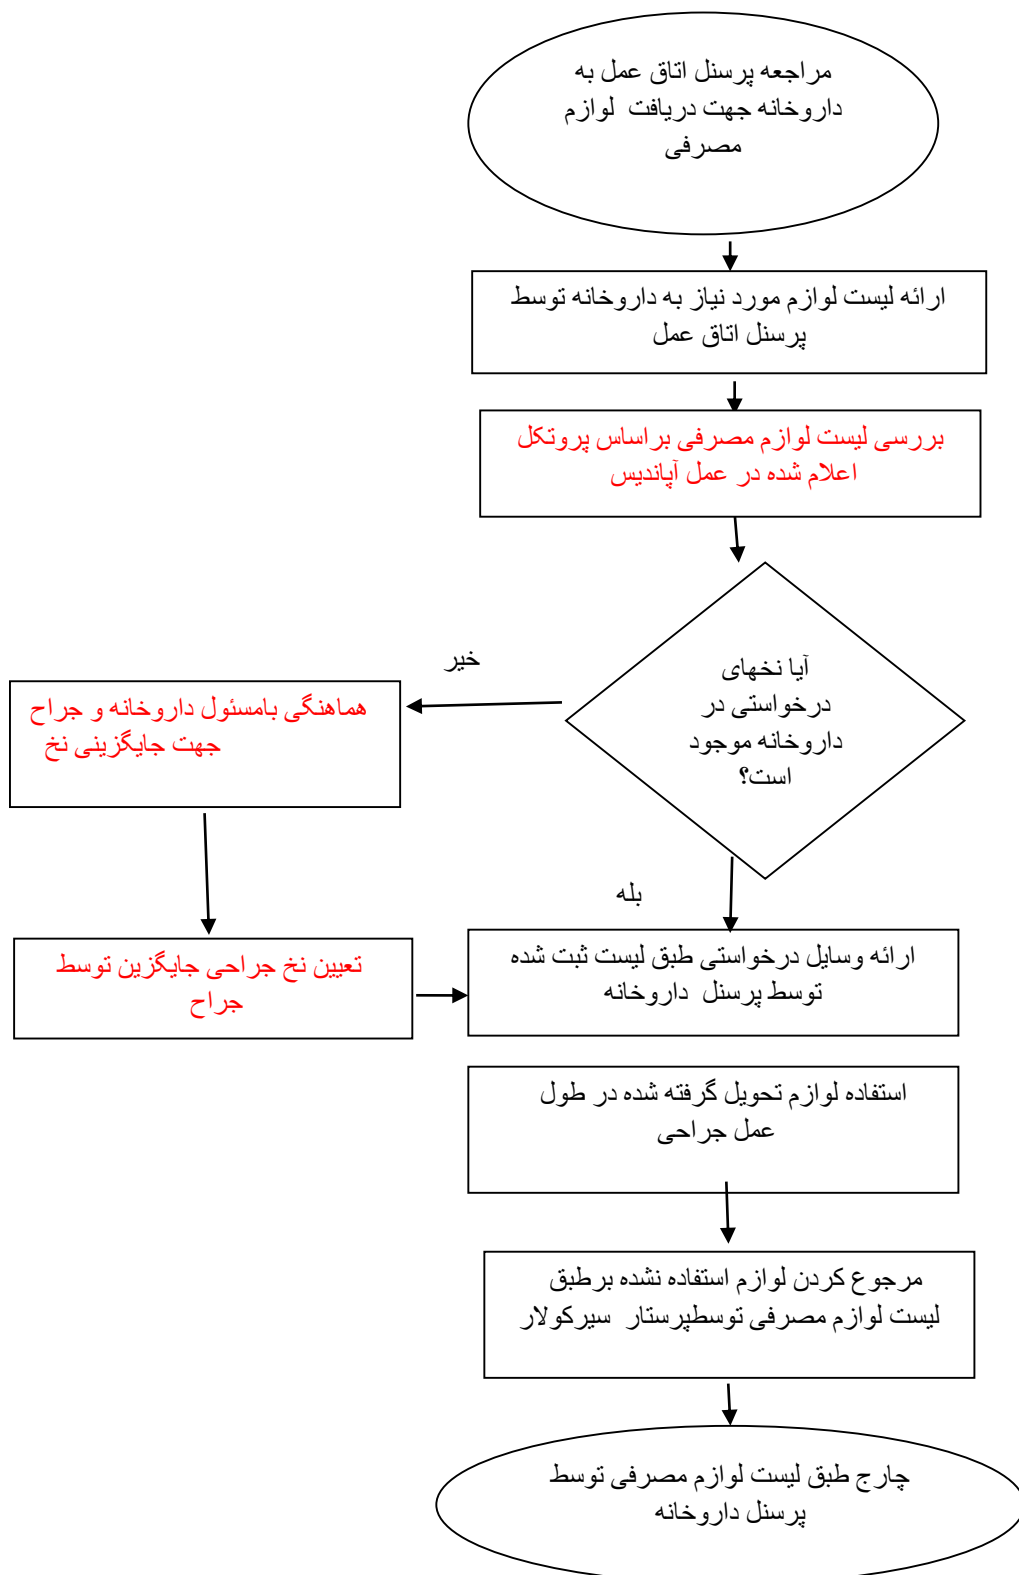 مراجعه پرسنل اتاق عمل به
داروخانه جهت دریافت لوازم
مصرفی
ارائه لیست لوازم مورد نیاز به داروخانه توسط
پرسنل اتاق عمل
بررسی لیست لوازم مصرفی براساس پروتکل
اعلام شده در عمل آپاندیس
آیا نخهای
درخواستی در
داروخانه موجود
است؟
خیر
هماهنگی بامسئول داروخانه و جراح
جهت جایگزینی نخ
بله
تعیین نخ جراحی جایگزین توسط
جراح
ارائه وسایل درخواستی طبق لیست ثبت شده
توسط پرسنل داروخانه
استفاده لوازم تحویل گرفته شده در طول
عمل جراحی
مرجوع کردن لوازم استفاده نشده برطبق
لیست لوازم مصرفی توسطپرستار سیرکولار
چارج طبق لیست لوازم مصرفی توسط
پرسنل داروخانه